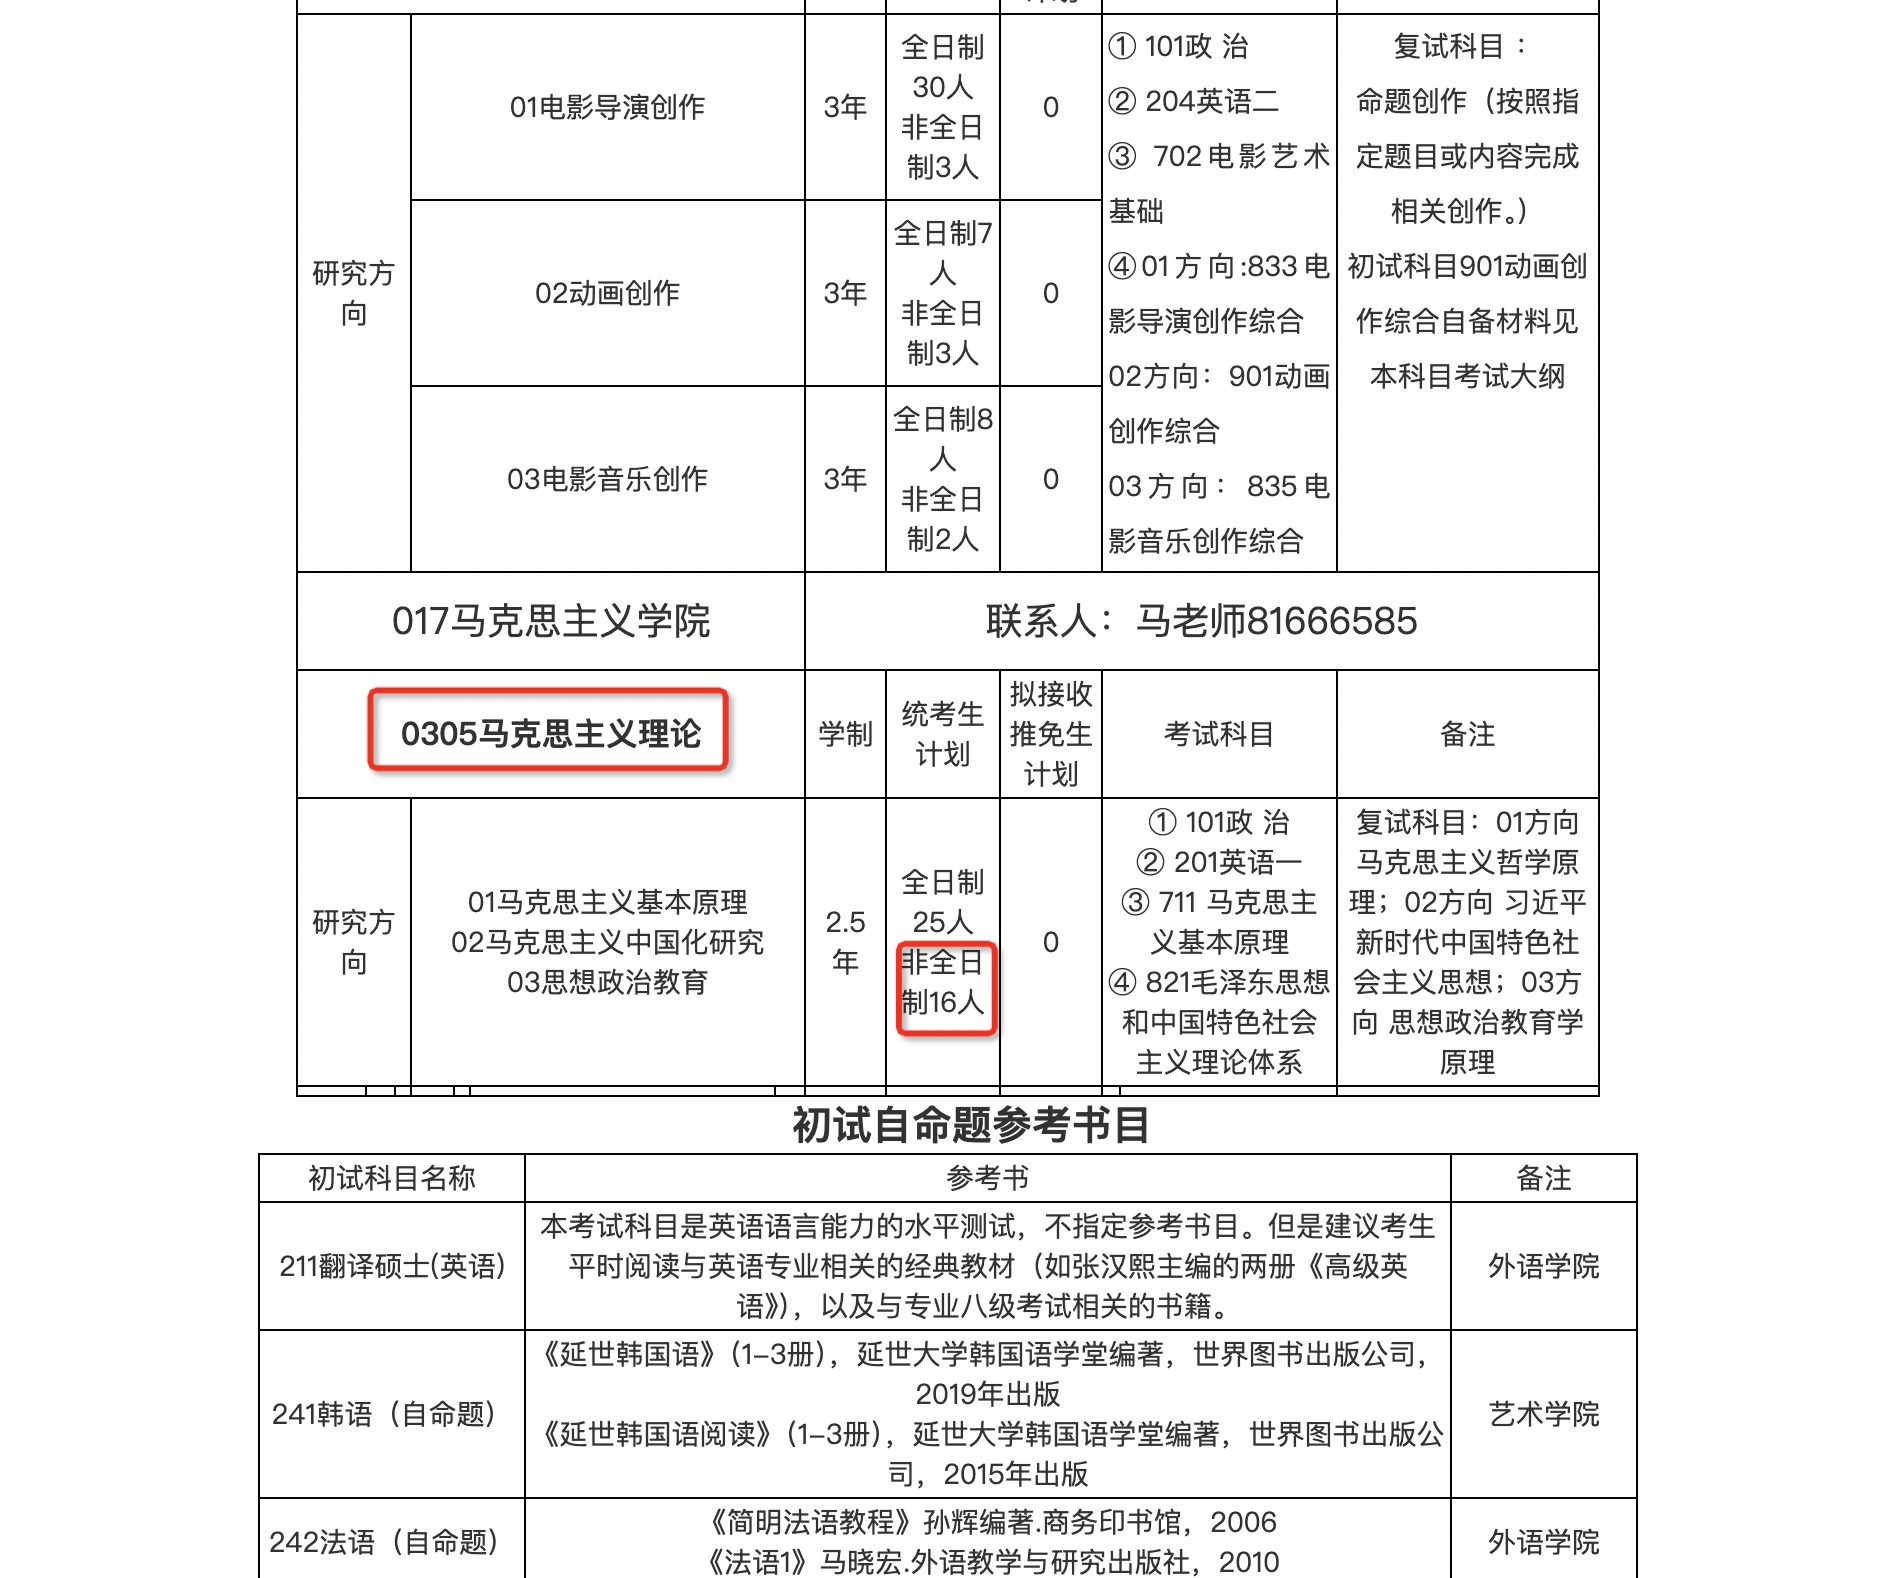 研究方
向
01电影导演创作
3年
全日制
30人
非全日
制3人
0
02动画创作
3年
全日制7
人
非全日
制3人
0
03电影音乐创作
3年
全日制8
人
非全日
制2人
0
① 101政 治
② 204英语二
③ 702电影艺术
基础
④01方向:833电
影导演创作综合
02方向：901动画
创作综合
03方向：835电
影音乐创作综合
复试科目：
命题创作（按照指
定题目或内容完成
相关创作。）
初试科目901动画创
作综合自备材料见
本科目考试大纲
017马克思主义学院
联系人：马老师81666585
0305马克思主义理论
学制
统考生
计划
拟接收
推免生
计划
考试科目
备注
研究方
向
01马克思主义基本原理
02马克思主义中国化研究
03思想政治教育
2.5
年
全日制
25人
非全日
制16人
0
① 101政 治
② 201英语一
③ 711 马克思主
义基本原理
④ 821毛泽东思想
和中国特色社会
主义理论体系
复试科目：01方向
马克思主义哲学原
理；02方向 习近平
新时代中国特色社
会主义思想；03方
向 思想政治教育学
原理
初试自命题参考书目
初试科目名称
参考书
备注
211翻译硕士(英语)
本考试科目是英语语言能力的水平测试，不指定参考书目。但是建议考生
平时阅读与英语专业相关的经典教材（如张汉熙主编的两册《高级英
语》），以及与专业八级考试相关的书籍。
外语学院
241韩语（自命题）
《延世韩国语》（1–3册），延世大学韩国语学堂编著，世界图书出版公司，
2019年出版
《延世韩国语阅读》（1–3册），延世大学韩国语学堂编著，世界图书出版公
司，2015年出版
艺术学院
242法语（自命题）
《简明法语教程》孙辉编著.商务印书馆，2006
《法语1》马晓宏.外语教学与研究出版社，2010
外语学院